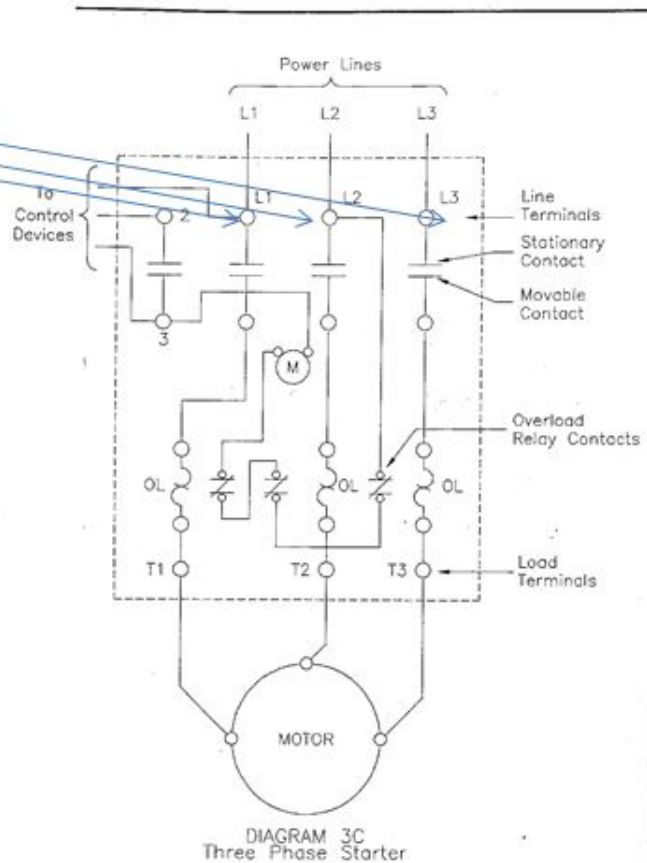 Power Lines
L1 L2 L3
L1 L2 L3
To
Control
Devices
2
Line
Terminals
Stationary
Contact
Movable
Contact
3
M
Overload
Relay Contacts
OL OL OL
T1 T2 T3
Load
Terminals
MOTOR
DIAGRAM 3C
Three Phase Starter